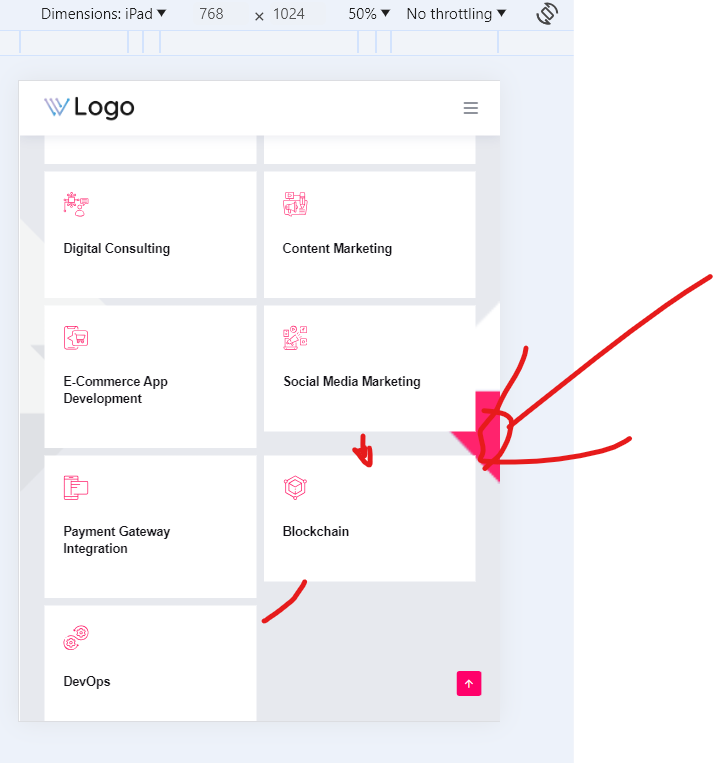 Dimensions: iPad ▼ 768 × 1024 50% ▼ No throttling ▼
Logo
Digital Consulting
Content Marketing
E-Commerce App
Development
Social Media Marketing
Payment Gateway
Integration
Blockchain
DevOps